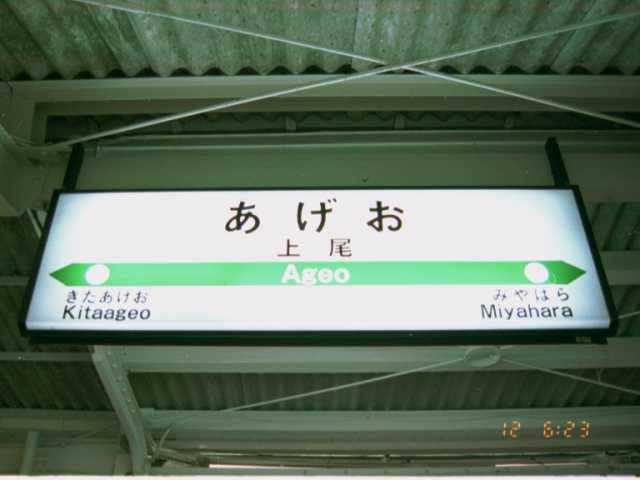 あげお
上尾
Ageo
きたあげお
Kitaageo
みやはら
Miyahara
12 6:23